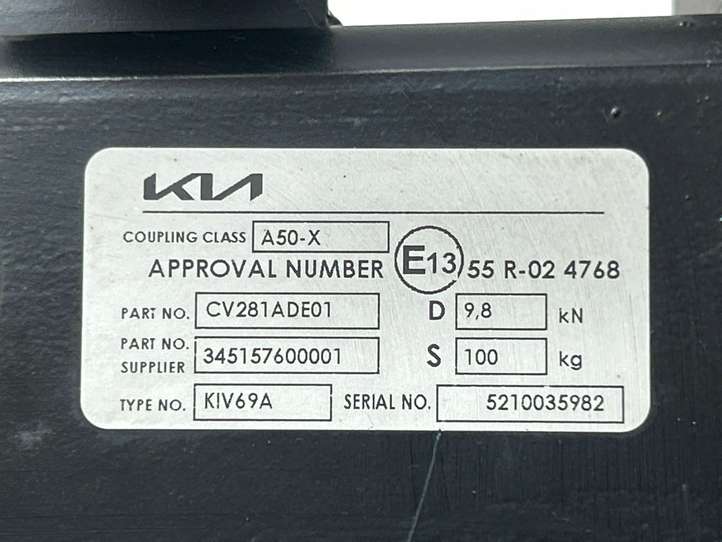 KIA
COUPLING CLASS A50-X
APPROVAL NUMBER E13 55 R-02 4768
PART NO. CV281ADE01 D 9,8 kN
PART NO. SUPPLIER 345157600001 S 100 kg
TYPE NO. KIV69A SERIAL NO. 5210035982